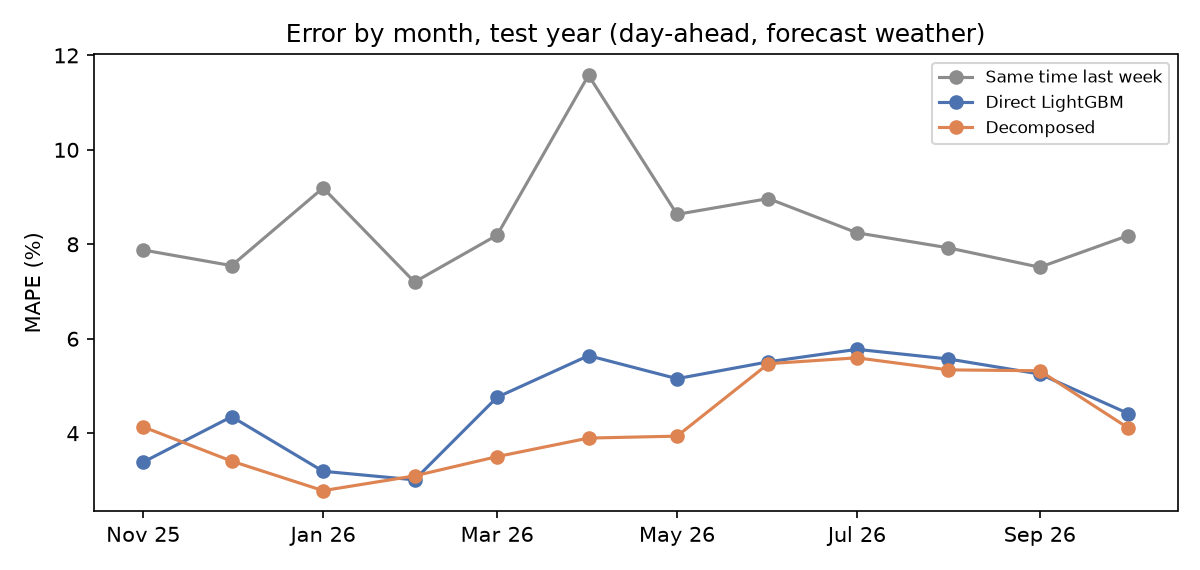 Error by month, test year (day-ahead, forecast weather)
Same time last week
Direct LightGBM
Decomposed
MAPE (%)
12
10
8
6
4
Nov 25
Jan 26
Mar 26
May 26
Jul 26
Sep 26